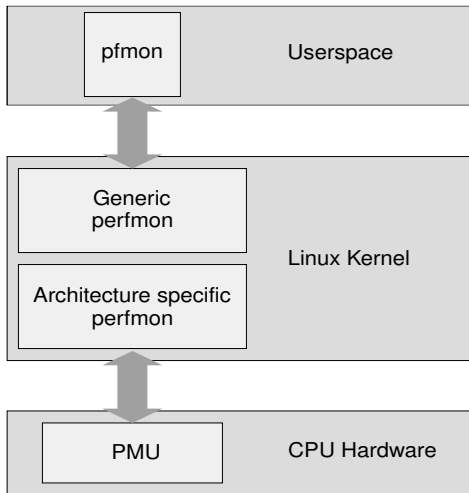 pfmon
Userspace
Generic
perfmon
Linux Kernel
Architecture specific
perfmon
PMU
CPU Hardware